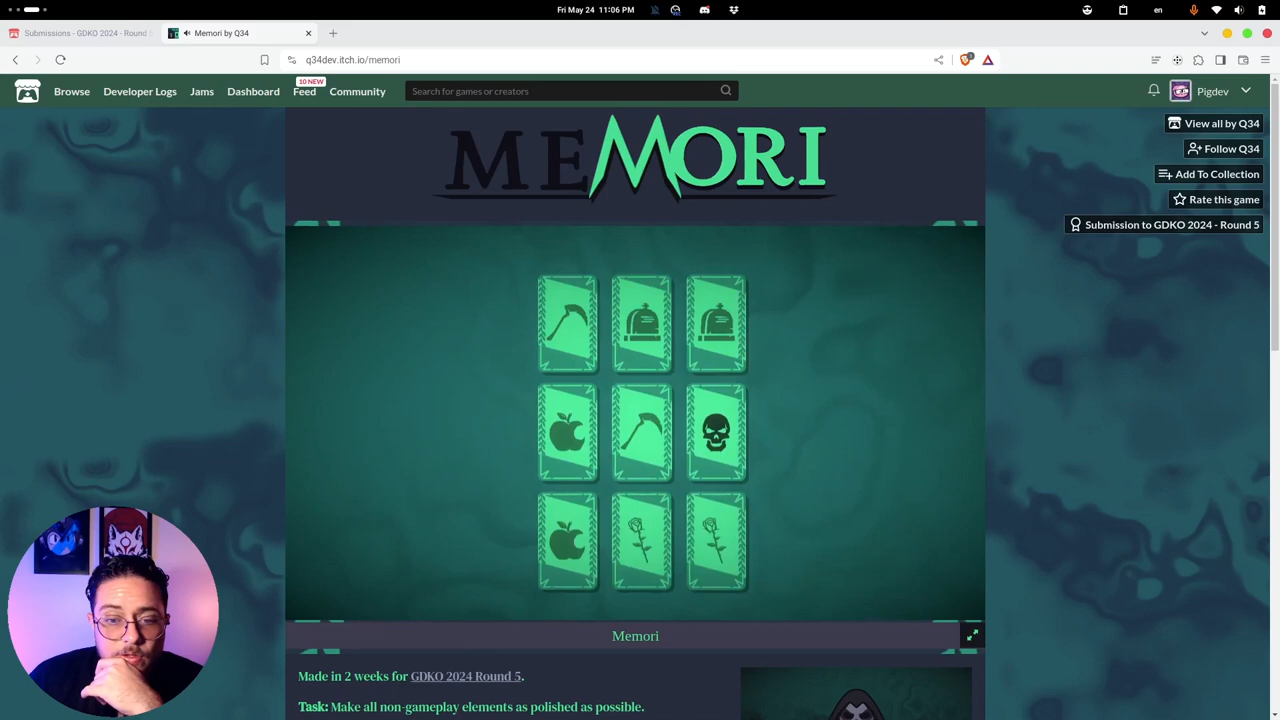 Fri May 24 11:06 PM
en
Submissions - GDKO 2024 - Round 5
Memori by Q34
q34dev.itch.io/memori
1
10 NEW
Browse
Developer Logs
Jams
Dashboard
Feed
Community
Search for games or creators
Pigdev
MEMORI
View all by Q34
Follow Q34
Add To Collection
Rate this game
Submission to GDKO 2024 - Round 5
Memori
Made in 2 weeks for GDKO 2024 Round 5.
Task: Make all non-gameplay elements as polished as possible.